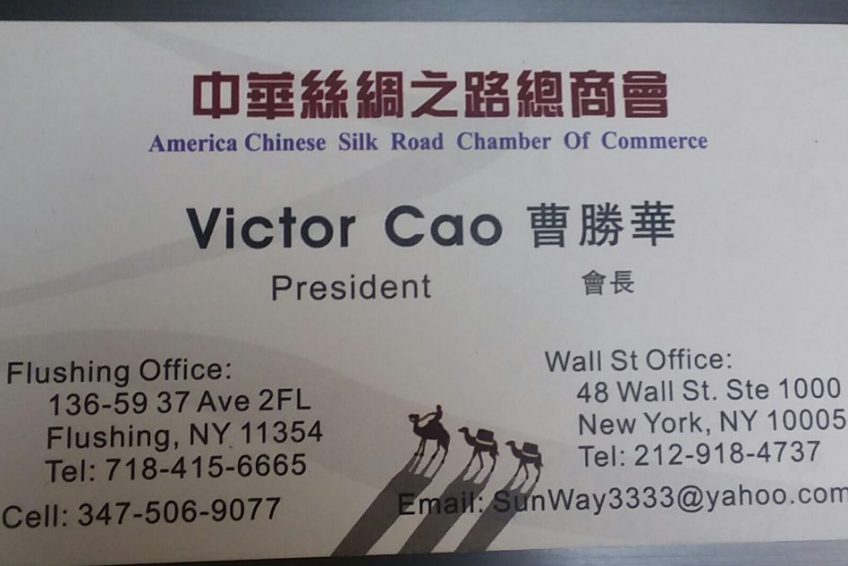 中華絲綢之路總商會
America Chinese Silk Road Chamber Of Commerce
Victor Cao 曹勝華
President 會長
Flushing Office:
136-59 37 Ave 2FL
Flushing, NY 11354
Tel: 718-415-6665
Cell: 347-506-9077
Wall St Office:
48 Wall St. Ste 1000
New York, NY 10005
Tel: 212-918-4737
Email: SunWay3333@yahoo.com